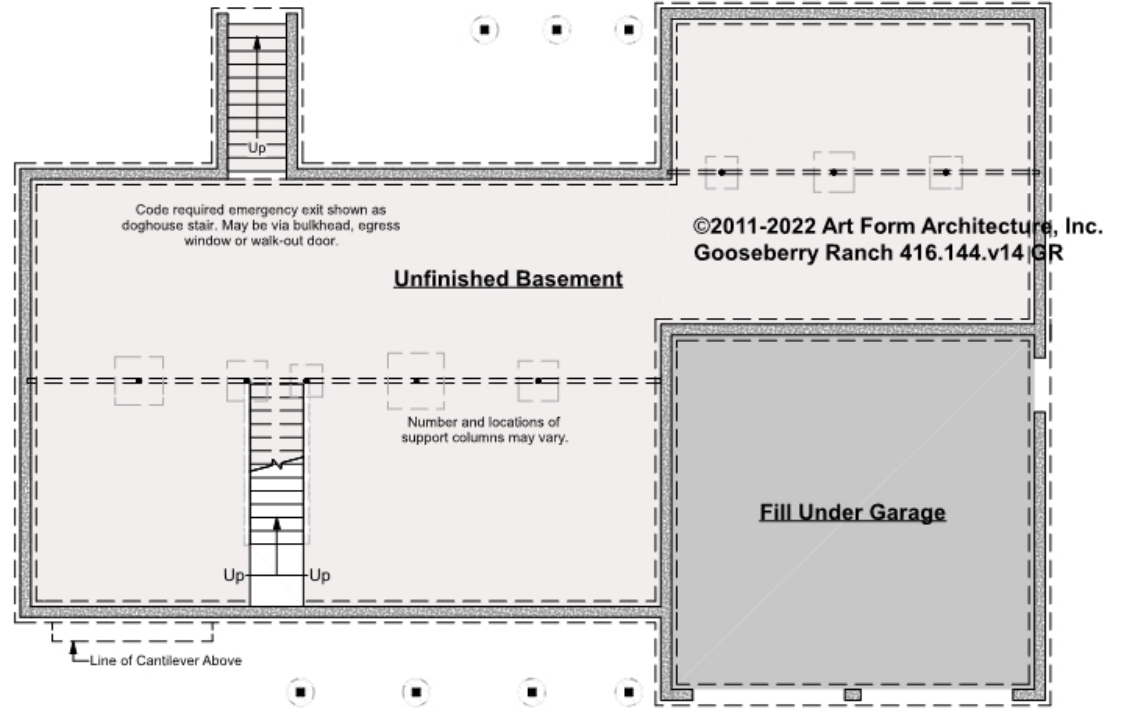 Up
Code required emergency exit shown as
doghouse stair. May be via bulkhead, egress
window or walk-out door.
©2011-2022 Art Form Architecture, Inc.
Gooseberry Ranch 416.144.v14 GR
Unfinished Basement
Number and locations of
support columns may vary.
Fill Under Garage
Up Up
Line of Cantilever Above